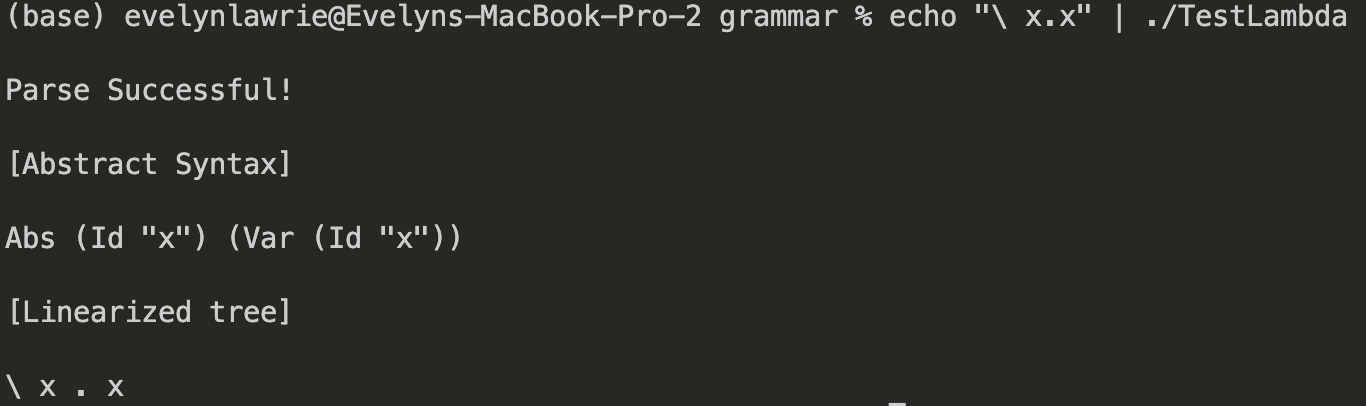 (base) evelynlawrie@Evelyns-MacBook-Pro-2 grammar % echo "\ x.x" | ./TestLambda
Parse Successful!
[Abstract Syntax]
Abs (Id "x") (Var (Id "x"))
[Linearized tree]
\ x . x